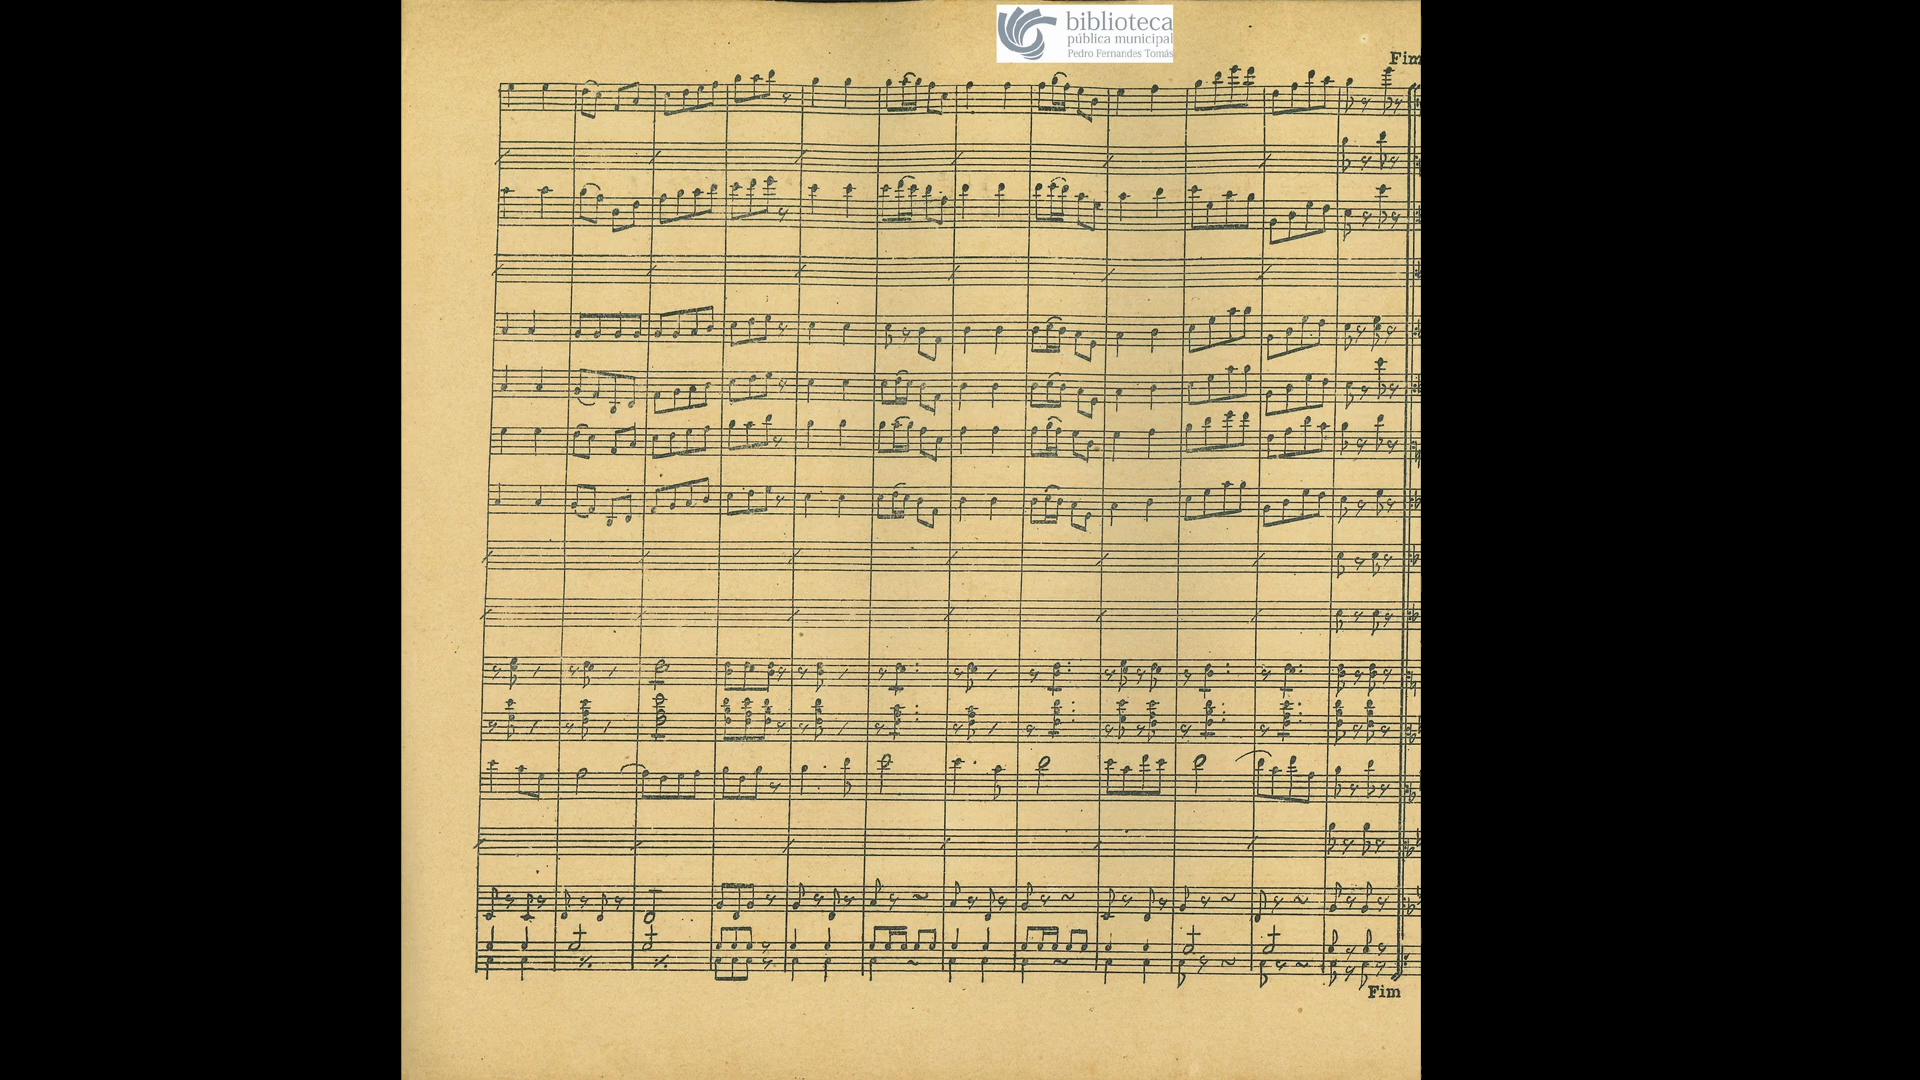 biblioteca
pública municipal
Pedro Fernandes Tomás
Fim
Fim